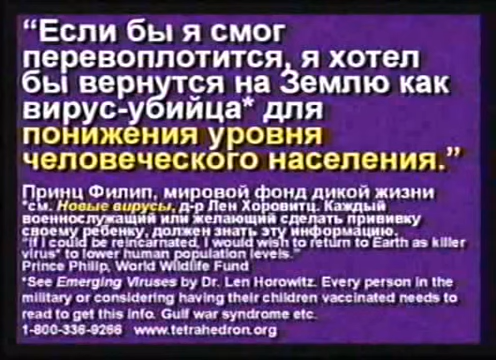 “Если бы я смог
перевоплотится, я хотел
бы вернутся на Землю как
вирус-убийца* для
понижения уровня
человеческого населения.”
Принц Филип, мировой фонд дикой жизни
*см. Новые вирусы, д-р Лен Хоровитц. Каждый
военнослужащий или желающий сделать прививку
своему ребенку, должен знать эту информацию.
“If I could be reincarnated, I would wish to return to Earth as killer
virus* to lower human population levels.”
Prince Philip, World Wildlife Fund
*See Emerging Viruses by Dr. Len Horowitz. Every person in the
military or considering having their children vaccinated needs to
read to get this info. Gulf war syndrome etc.
1-800-336-9266 www.tetrahedron.org